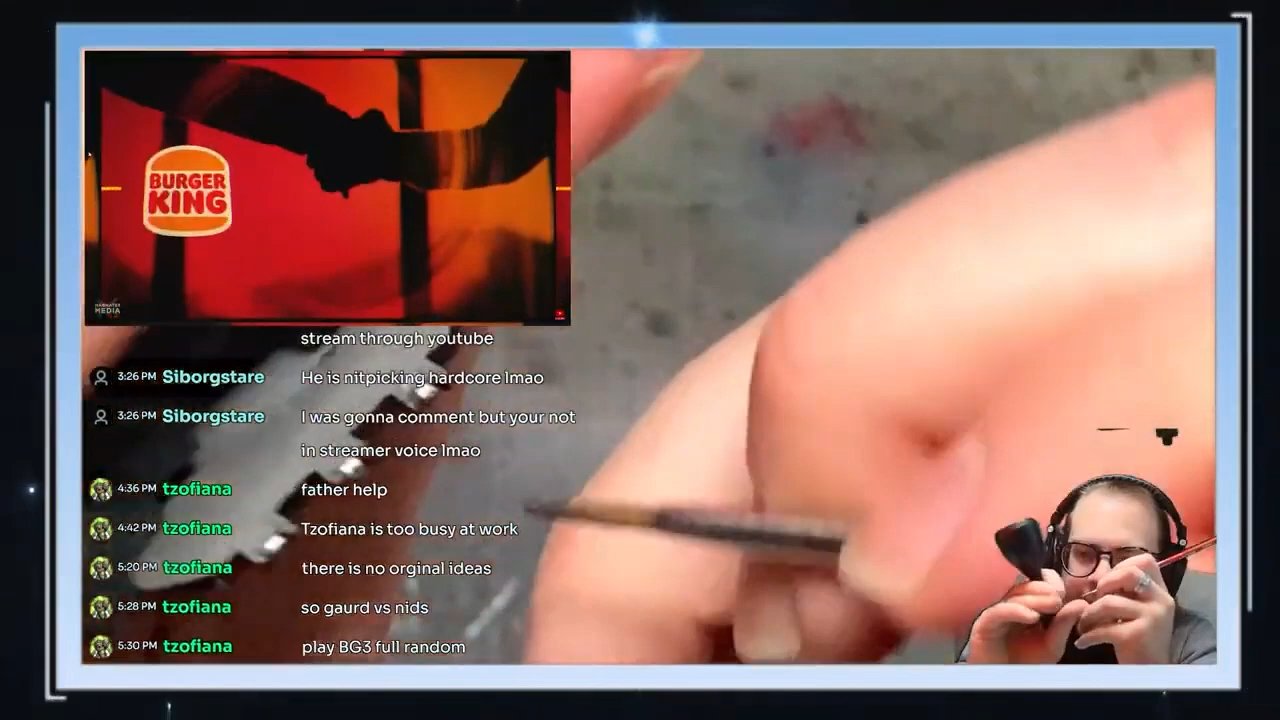 BURGER
KING
MEDIA
stream through youtube
3:26 PM Siborgstare He is nitpicking hardcore lmao
3:26 PM Siborgstare I was gonna comment but your not
in streamer voice lmao
4:36 PM tzofiana father help
4:42 PM tzofiana Tzofiana is too busy at work
5:20 PM tzofiana there is no orginal ideas
5:28 PM tzofiana so gaurd vs nids
5:30 PM tzofiana play BG3 full random